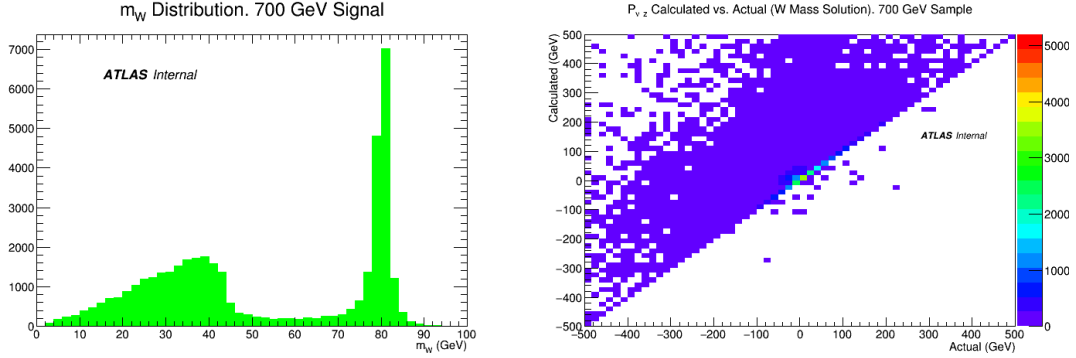 m_W Distribution. 700 GeV Signal
7000
6000
5000
4000
3000
2000
1000
0
ATLAS Internal
0 10 20 30 40 50 60 70 80 90 100
m_W (GeV)
P_ν z Calculated vs. Actual (W Mass Solution). 700 GeV Sample
Calculated (GeV)
500
400
300
200
100
0
−100
−200
−300
−400
−500
ATLAS Internal
−500 −400 −300 −200 −100 0 100 200 300 400 500
Actual (GeV)
5000
4000
3000
2000
1000
0